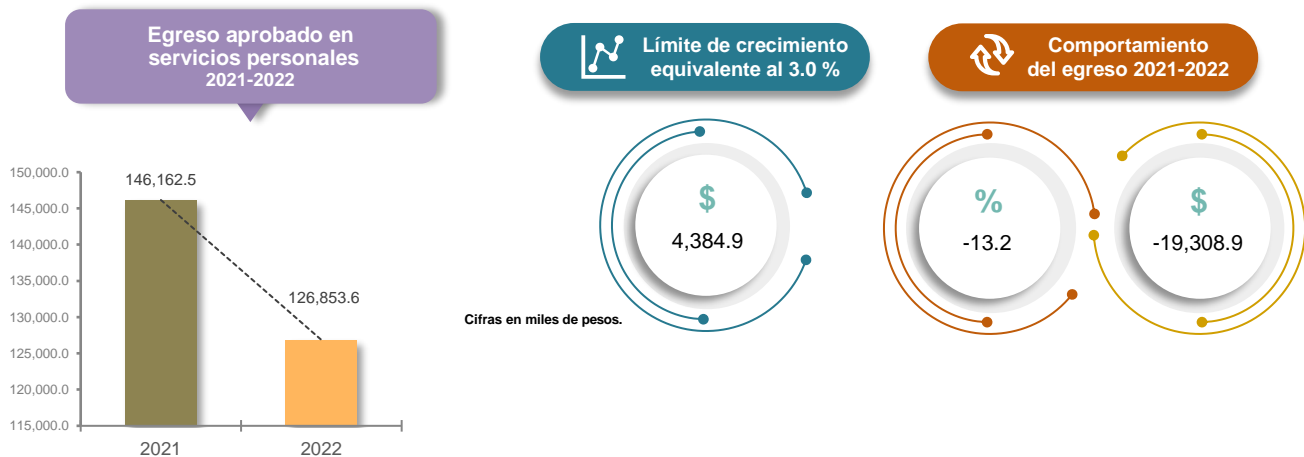 Egreso aprobado en
servicios personales
2021-2022
150,000.0
145,000.0
140,000.0
135,000.0
130,000.0
125,000.0
120,000.0
115,000.0
146,162.5
126,853.6
2021
2022
Límite de crecimiento
equivalente al 3.0 %
$
4,384.9
Cifras en miles de pesos.
Comportamiento
del egreso 2021-2022
%
-13.2
$
-19,308.9